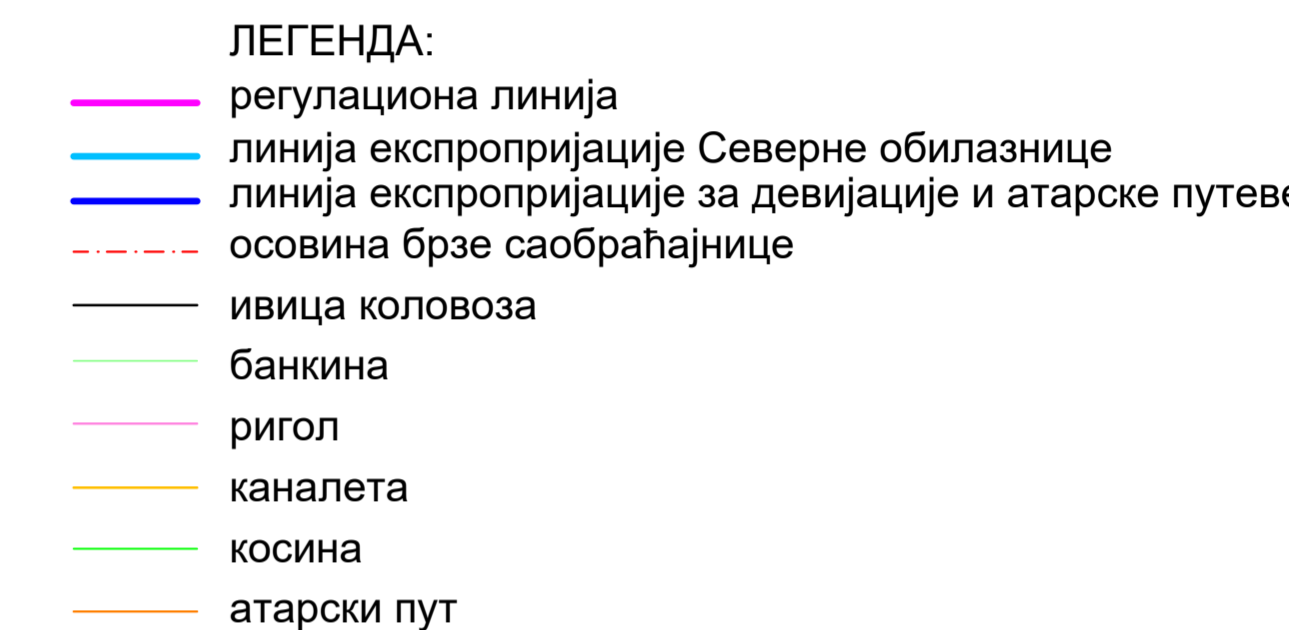 ЛЕГЕНДА:
регулациона линија
линија експропријације Северне обилазнице
линија експропријације за девијације и атарске путеве
осовина брзе саобраћајнице
ивица коловоза
банкина
ригол
каналета
косина
атарски пут